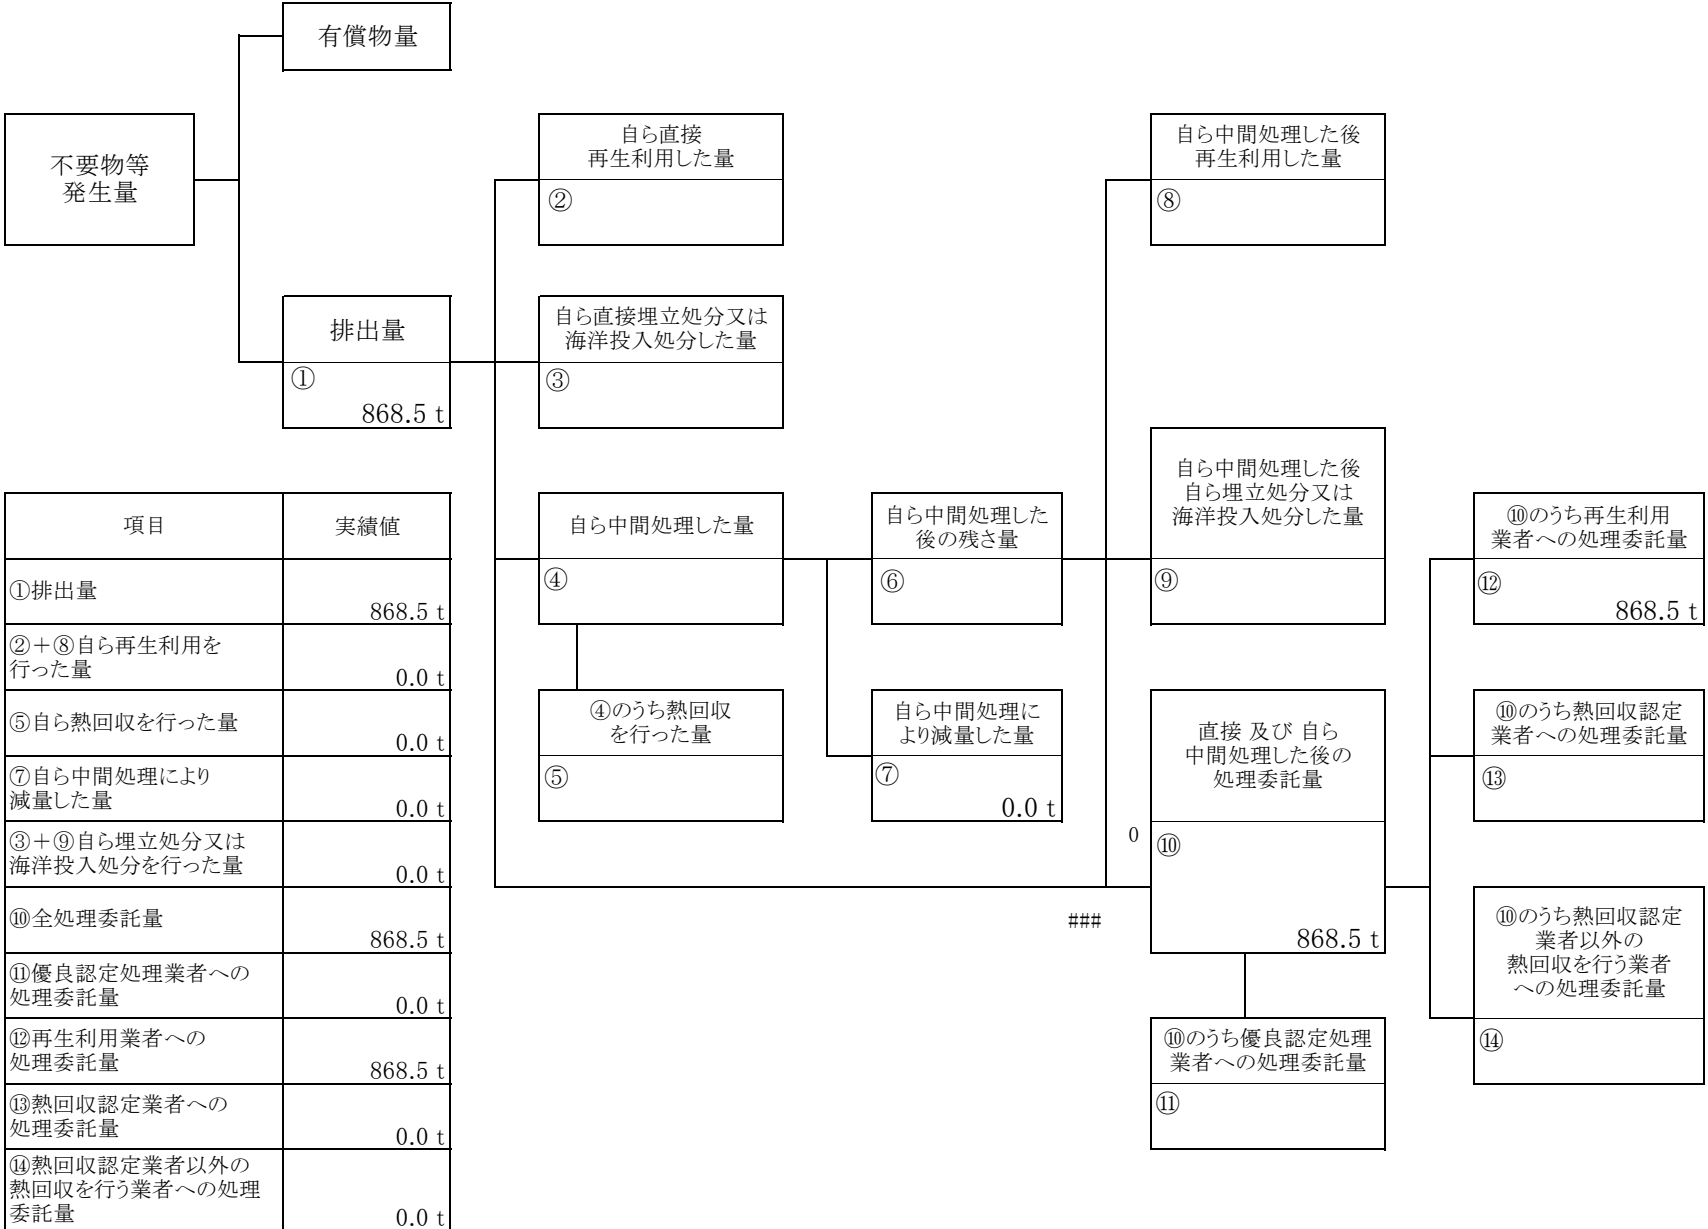 有償物量
不要物等
発生量
自ら直接
再生利用した量
②
自ら中間処理した後
再生利用した量
⑧
排出量
①
868.5 t
自ら直接埋立処分又は
海洋投入処分した量
③
自ら中間処理した後
自ら埋立処分又は
海洋投入処分した量
⑨
自ら中間処理した量
④
自ら中間処理した
後の残さ量
⑥
⑩のうち再生利用
業者への処理委託量
⑫
868.5 t
④のうち熱回収
を行った量
⑤
自ら中間処理に
より減量した量
⑦
0.0 t
直接 及び 自ら
中間処理した後の
処理委託量
0
⑩
868.5 t
###
⑩のうち熱回収認定
業者への処理委託量
⑬
⑩のうち熱回収認定
業者以外の
熱回収を行う業者
への処理委託量
⑭
⑩のうち優良認定処理
業者への処理委託量
⑪
項目 実績値
①排出量
868.5 t
②＋⑧自ら再生利用を
行った量
0.0 t
⑤自ら熱回収を行った量
0.0 t
⑦自ら中間処理により
減量した量
0.0 t
③＋⑨自ら埋立処分又は
海洋投入処分を行った量
0.0 t
⑩全処理委託量
868.5 t
⑪優良認定処理業者への
処理委託量
0.0 t
⑫再生利用業者への
処理委託量
868.5 t
⑬熱回収認定業者への
処理委託量
0.0 t
⑭熱回収認定業者以外の
熱回収を行う業者への処理
委託量
0.0 t